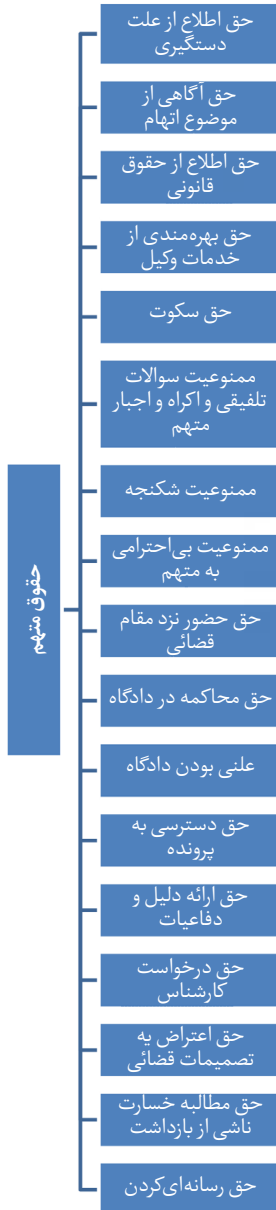 حقوق متهم
حق اطلاع از علت
دستگیری
حق آگاهی از
موضوع اتهام
حق اطلاع از حقوق
قانونی
حق بهره‌مندی از
خدمات وکیل
حق سکوت
ممنوعیت سوالات
تلفیقی و اکراه و اجبار
متهم
ممنوعیت شکنجه
ممنوعیت بی‌احترامی
به متهم
حق حضور نزد مقام
قضائی
حق محاکمه در دادگاه
علنی بودن دادگاه
حق دسترسی به
پرونده
حق ارائه دلیل و
دفاعیات
حق درخواست
کارشناس
حق اعتراض به
تصمیمات قضائی
حق مطالبه خسارت
ناشی از بازداشت
حق رسانه‌ای‌کردن